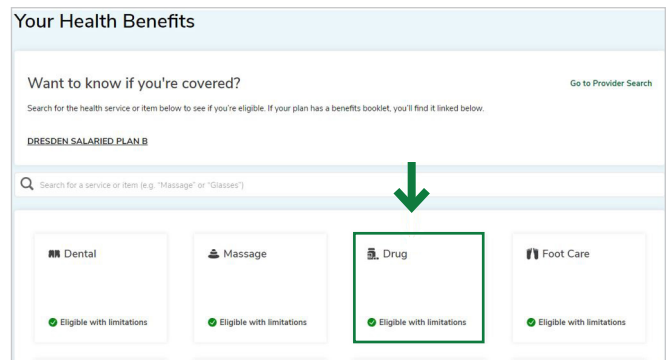 Your Health Benefits
Want to know if you're covered?
Go to Provider Search
Search for the health service or item below to see if you're eligible. If your plan has a benefits booklet, you'll find it linked below.
DRESDEN SALARIED PLAN B
Search for a service or item (e.g. "Massage" or "Glasses")
Dental
Massage
Drug
Foot Care
Eligible with limitations
Eligible with limitations
Eligible with limitations
Eligible with limitations